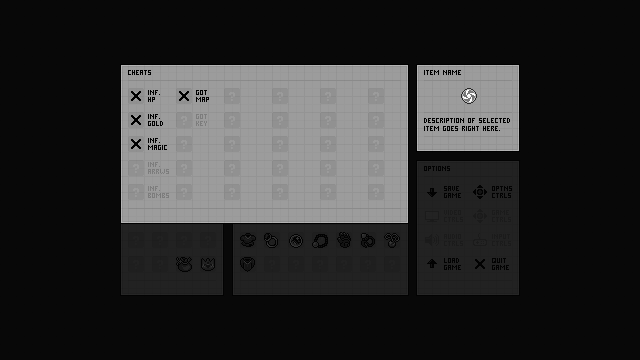 CHEATS
INF.
HP
GOT
MAP
INF.
GOLD
GOT
KEY
INF.
MAGIC
INF.
ARROWS
INF.
BOMBS
ITEM NAME
DESCRIPTION OF SELECTED
ITEM GOES RIGHT HERE.
OPTIONS
SAVE
GAME
OPTNS
CTRLS
LOAD
GAME
QUIT
GAME